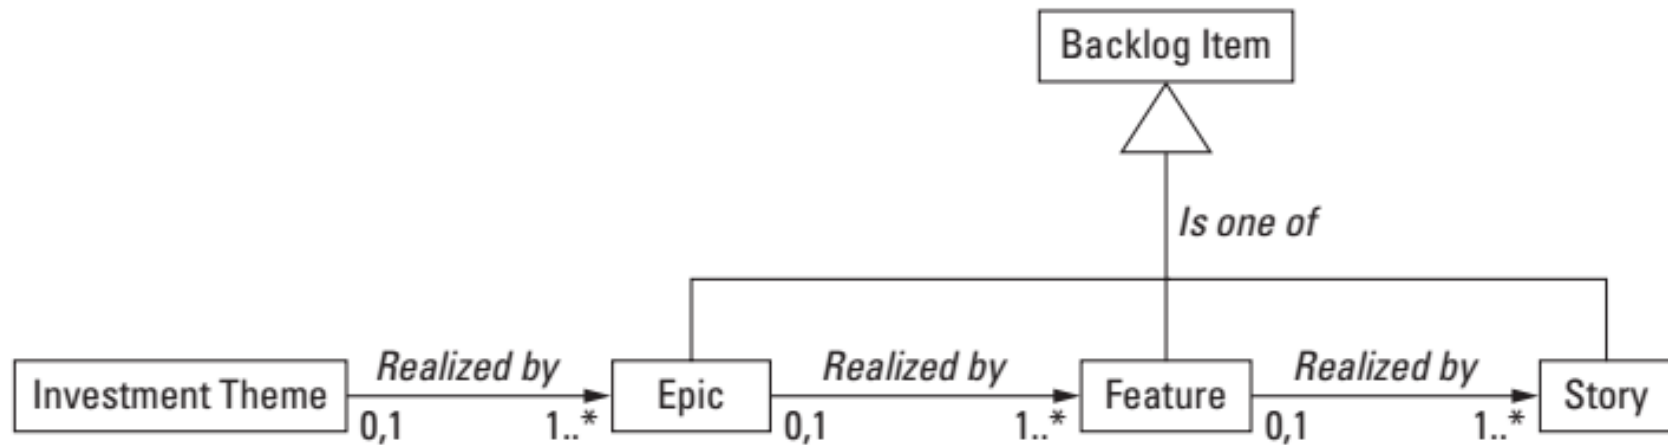 Backlog Item
Is one of
Realized by
Realized by
Realized by
Investment Theme
Epic
Feature
Story
0,1
1..*
0,1
1..*
0,1
1..*